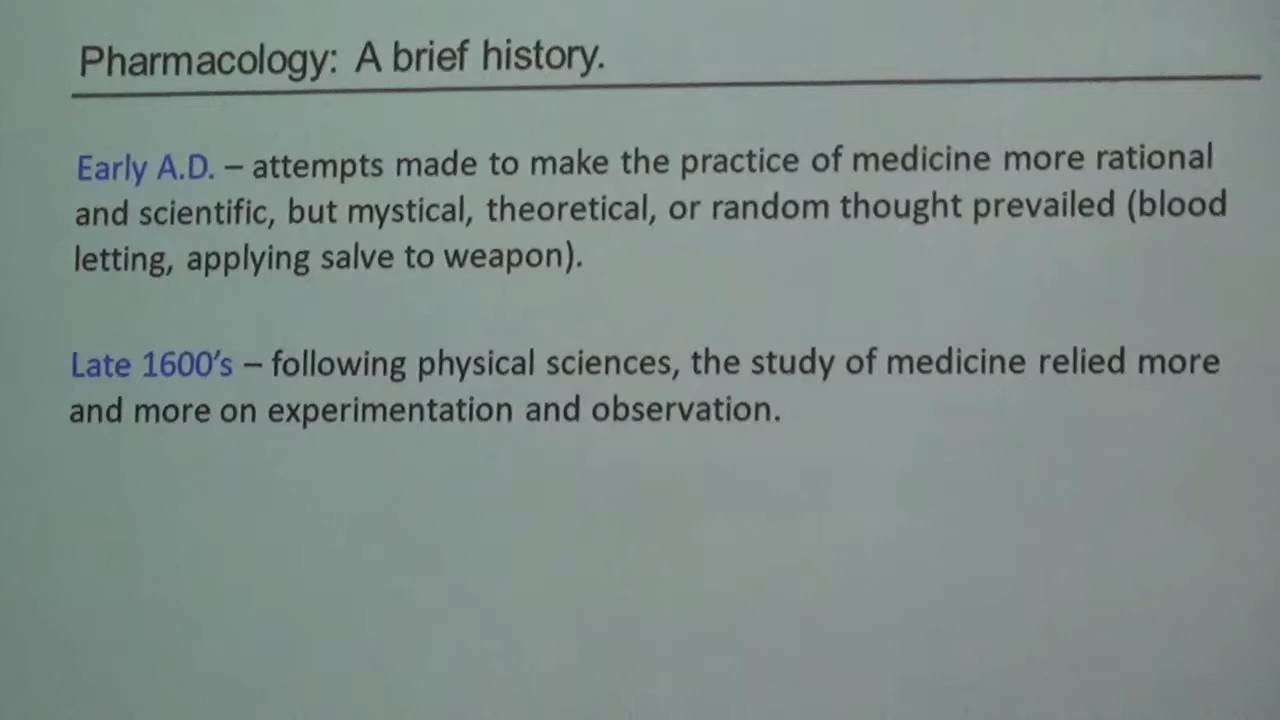 Pharmacology: A brief history.
Early A.D. – attempts made to make the practice of medicine more rational
and scientific, but mystical, theoretical, or random thought prevailed (blood
letting, applying salve to weapon).
Late 1600's – following physical sciences, the study of medicine relied more
and more on experimentation and observation.